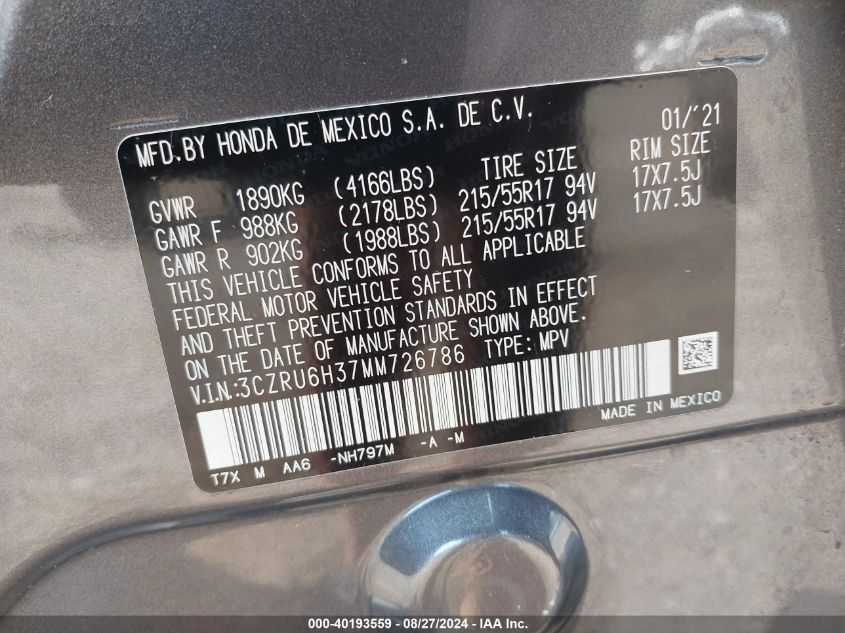 MFD.BY HONDA DE MEXICO S.A. DE C.V. 01/'21
TIRE SIZE RIM SIZE
GVWR 1890KG (4166LBS)
GAWR F 988KG (2178LBS) 215/55R17 94V 17X7.5J
GAWR R 902KG (1988LBS) 215/55R17 94V 17X7.5J
THIS VEHICLE CONFORMS TO ALL APPLICABLE
FEDERAL MOTOR VEHICLE SAFETY
AND THEFT PREVENTION STANDARDS IN EFFECT
ON THE DATE OF MANUFACTURE SHOWN ABOVE.
V.I.N.:3CZRU6H37MM726786 TYPE: MPV
MADE IN MEXICO
T7X M AA6 -NH797M -A -M
000-40193559 - 08/27/2024 - IAA Inc.